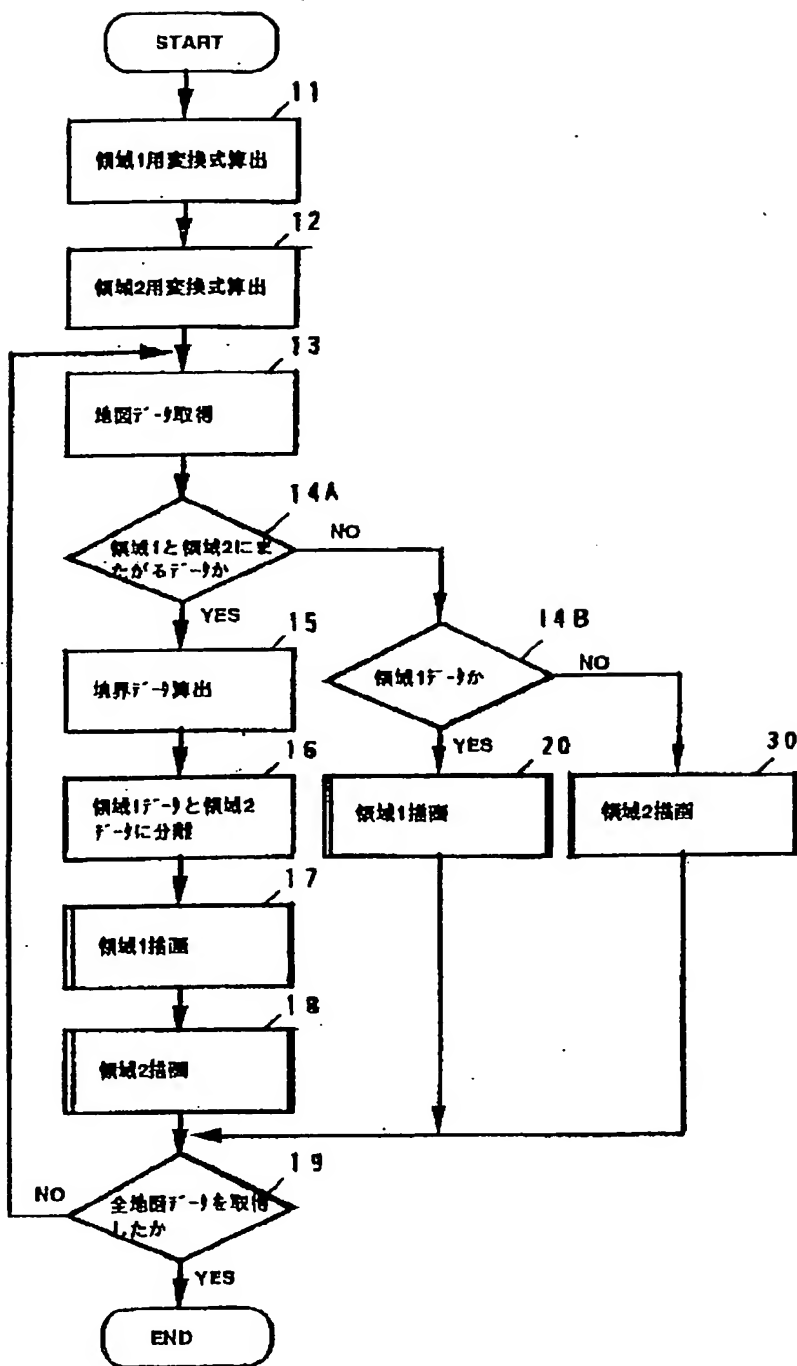 START
11
領域1用変換式算出
12
領域2用変換式算出
13
地図ﾃﾞｰﾀ取得
14A
領域1と領域2にま
たがるﾃﾞｰﾀか
NO
YES
14B
領域1ﾃﾞｰﾀか
NO
YES
15
境界ﾃﾞｰﾀ算出
16
領域1ﾃﾞｰﾀと領域2
ﾃﾞｰﾀに分離
20
領域1描画
30
領域2描画
17
領域1描画
18
領域2描画
19
全地図ﾃﾞｰﾀを取得
したか
NO
YES
END